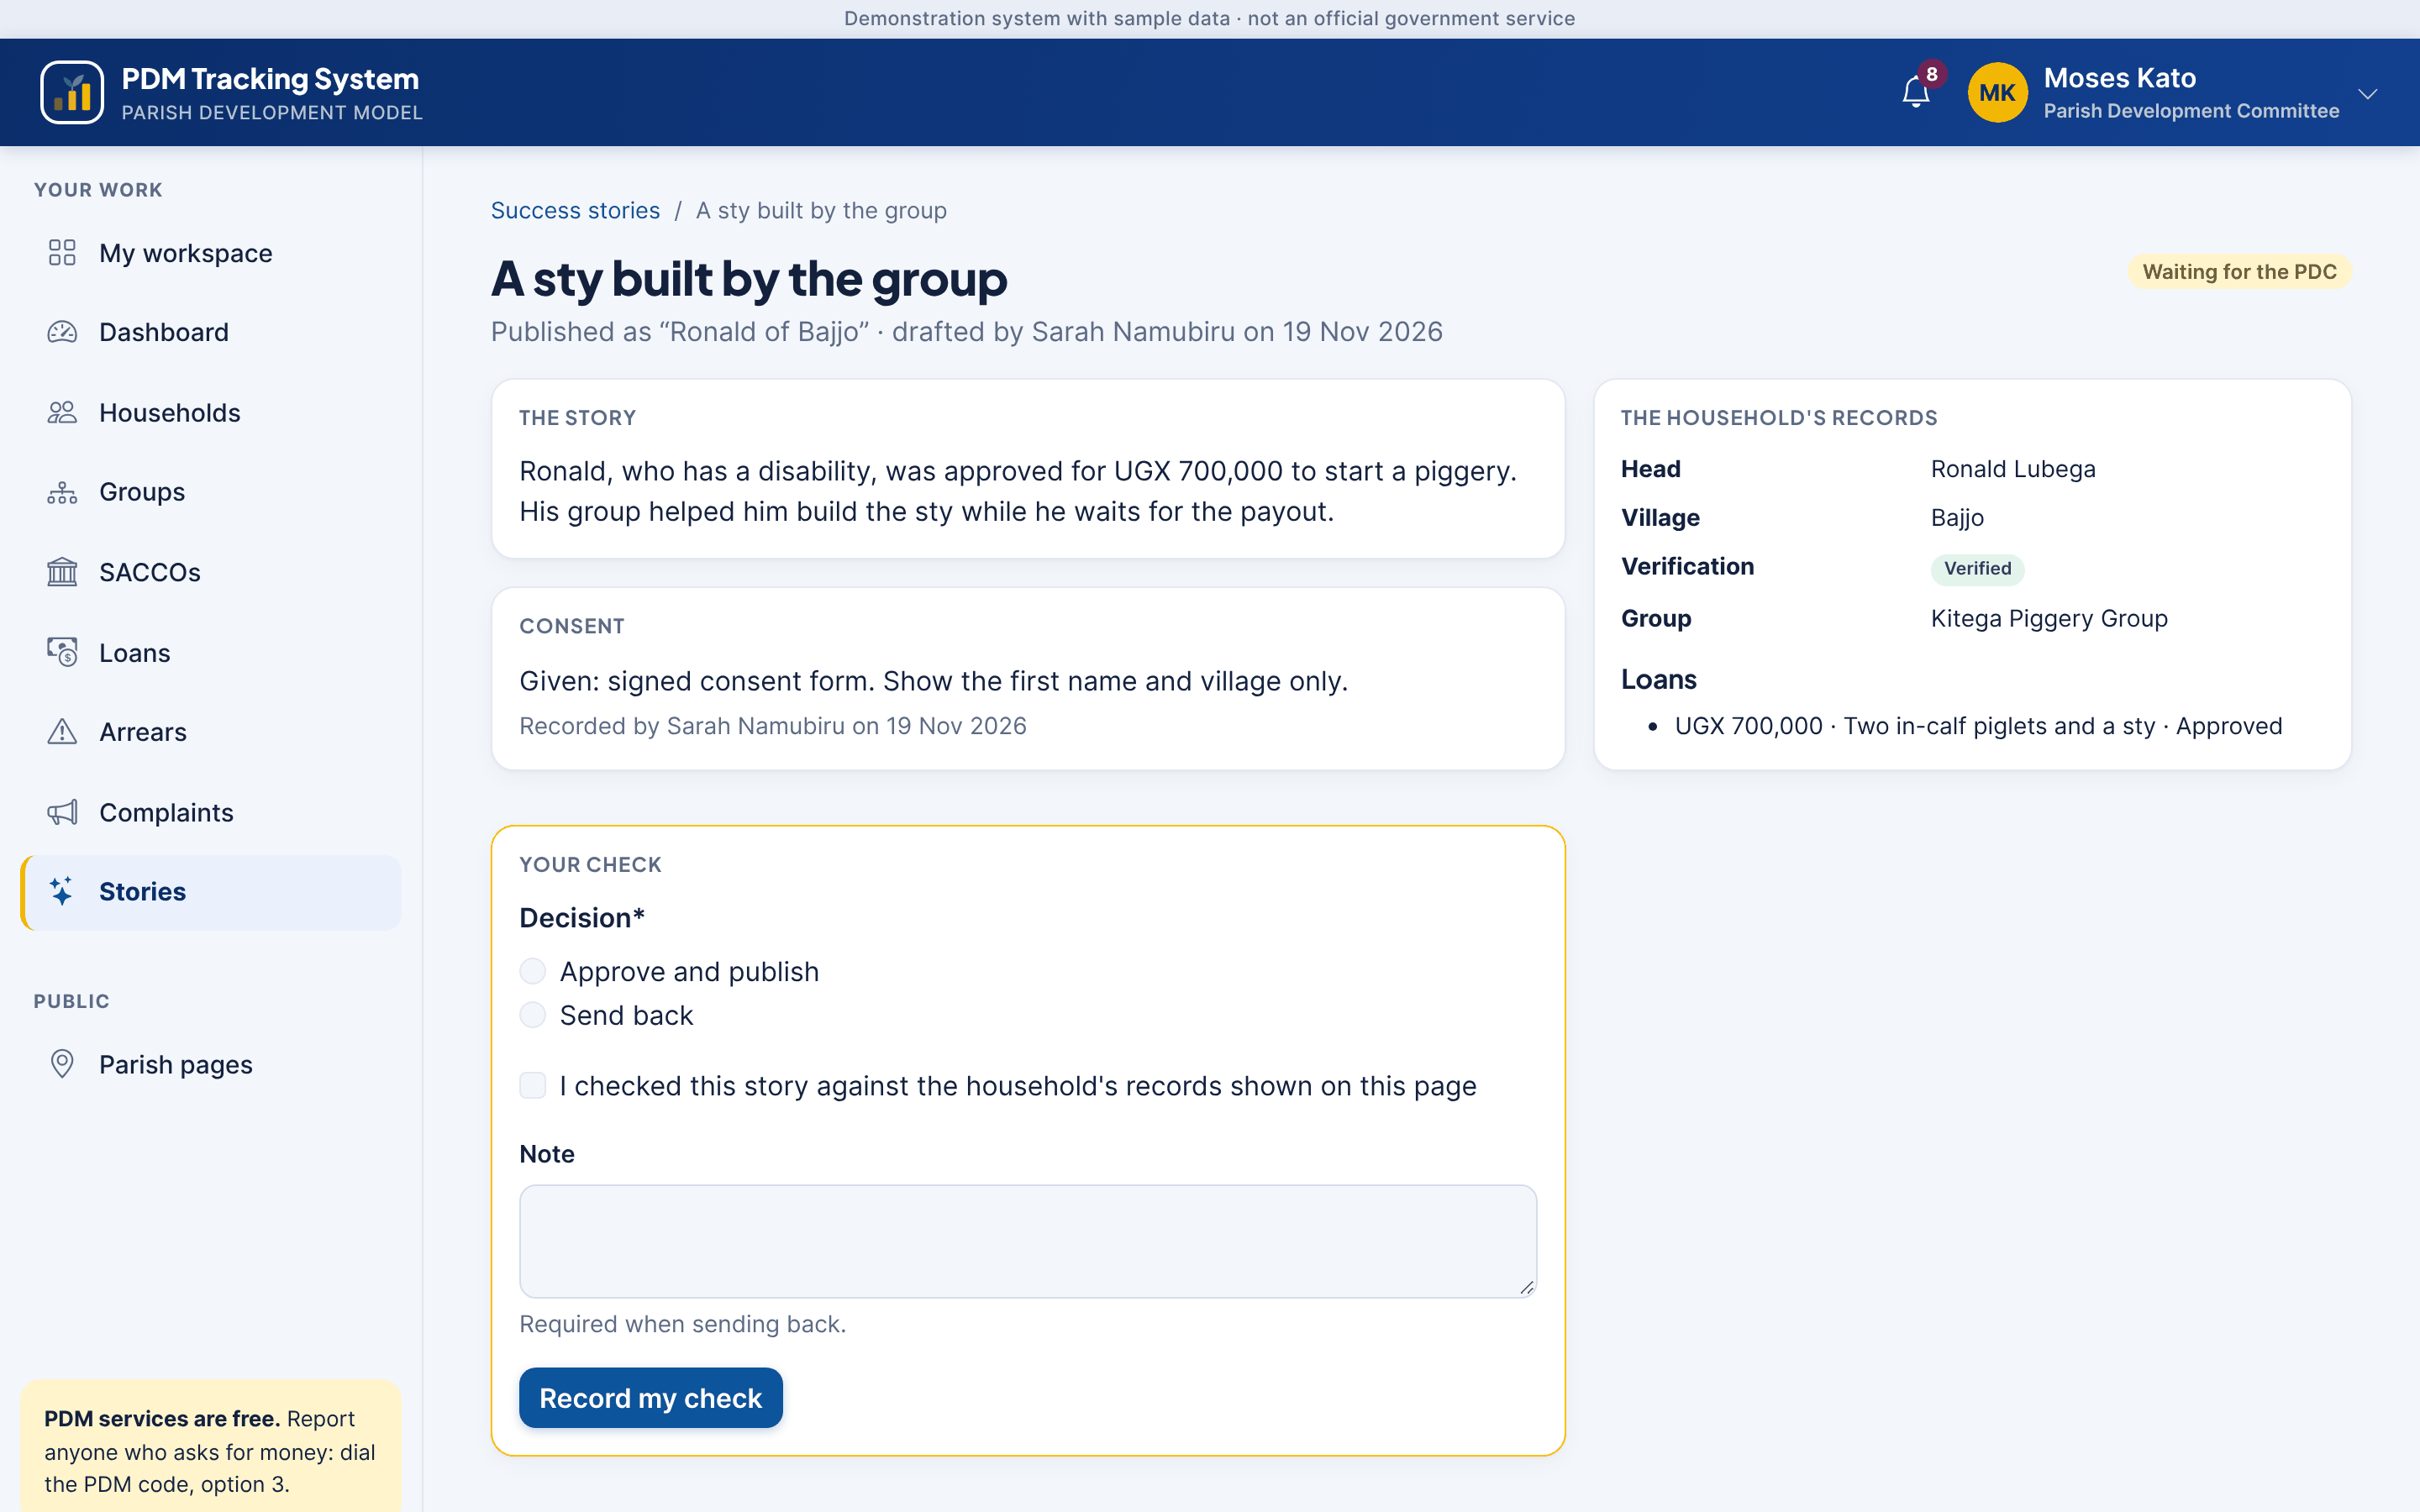 Demonstration system with sample data · not an official government service
PDM Tracking System
PARISH DEVELOPMENT MODEL
8
MK
Moses Kato
Parish Development Committee
YOUR WORK
My workspace
Dashboard
Households
Groups
SACCOs
Loans
Arrears
Complaints
Stories
PUBLIC
Parish pages
PDM services are free. Report
anyone who asks for money: dial
the PDM code, option 3.
Success stories / A sty built by the group
A sty built by the group
Waiting for the PDC
Published as “Ronald of Bajjo” · drafted by Sarah Namubiru on 19 Nov 2026
THE STORY
Ronald, who has a disability, was approved for UGX 700,000 to start a piggery.
His group helped him build the sty while he waits for the payout.
CONSENT
Given: signed consent form. Show the first name and village only.
Recorded by Sarah Namubiru on 19 Nov 2026
THE HOUSEHOLD'S RECORDS
Head Ronald Lubega
Village Bajjo
Verification Verified
Group Kitega Piggery Group
Loans
• UGX 700,000 · Two in-calf piglets and a sty · Approved
YOUR CHECK
Decision*
Approve and publish
Send back
I checked this story against the household's records shown on this page
Note
Required when sending back.
Record my check